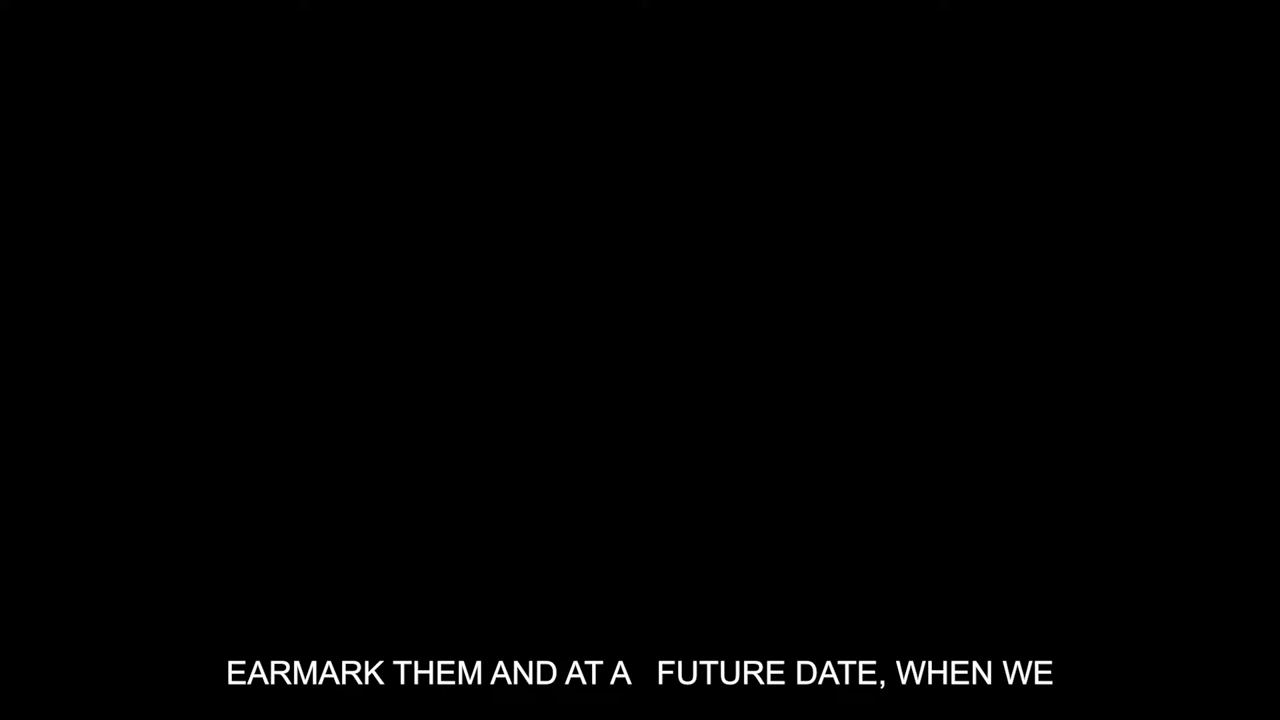 EARMARK THEM AND AT A   FUTURE DATE, WHEN WE